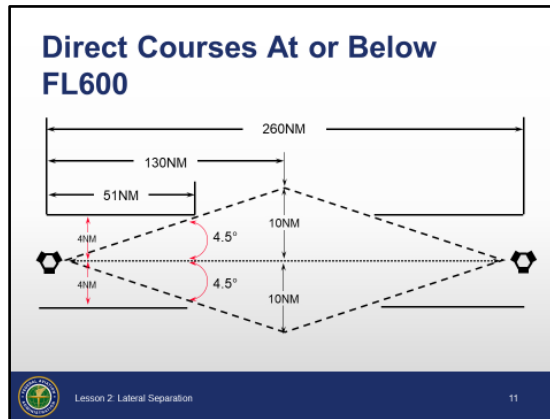 Direct Courses At or Below
FL600
260NM
130NM
51NM
4NM
4.5°
10NM
4NM
4.5°
10NM
Lesson 2: Lateral Separation
11